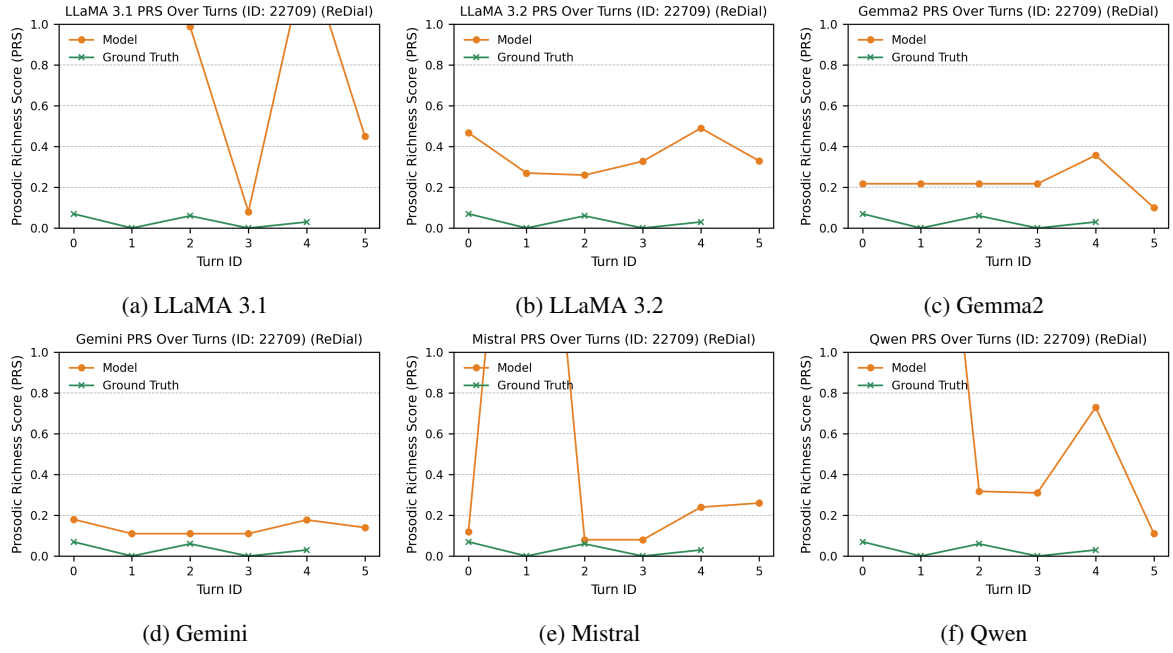 LLaMA 3.1 PRS Over Turns (ID: 22709) (ReDial)
Prosodic Richness Score (PRS)
1.0
0.8
0.6
0.4
0.2
0.0
Model
Ground Truth
0 1 2 3 4 5
Turn ID
(a) LLaMA 3.1
LLaMA 3.2 PRS Over Turns (ID: 22709) (ReDial)
Prosodic Richness Score (PRS)
1.0
0.8
0.6
0.4
0.2
0.0
Model
Ground Truth
0 1 2 3 4 5
Turn ID
(b) LLaMA 3.2
Gemma2 PRS Over Turns (ID: 22709) (ReDial)
Prosodic Richness Score (PRS)
1.0
0.8
0.6
0.4
0.2
0.0
Model
Ground Truth
0 1 2 3 4 5
Turn ID
(c) Gemma2
Gemini PRS Over Turns (ID: 22709) (ReDial)
Prosodic Richness Score (PRS)
1.0
0.8
0.6
0.4
0.2
0.0
Model
Ground Truth
0 1 2 3 4 5
Turn ID
(d) Gemini
Mistral PRS Over Turns (ID: 22709) (ReDial)
Prosodic Richness Score (PRS)
1.0
0.8
0.6
0.4
0.2
0.0
Model
Ground Truth
0 1 2 3 4 5
Turn ID
(e) Mistral
Qwen PRS Over Turns (ID: 22709) (ReDial)
Prosodic Richness Score (PRS)
1.0
0.8
0.6
0.4
0.2
0.0
Model
Ground Truth
0 1 2 3 4 5
Turn ID
(f) Qwen